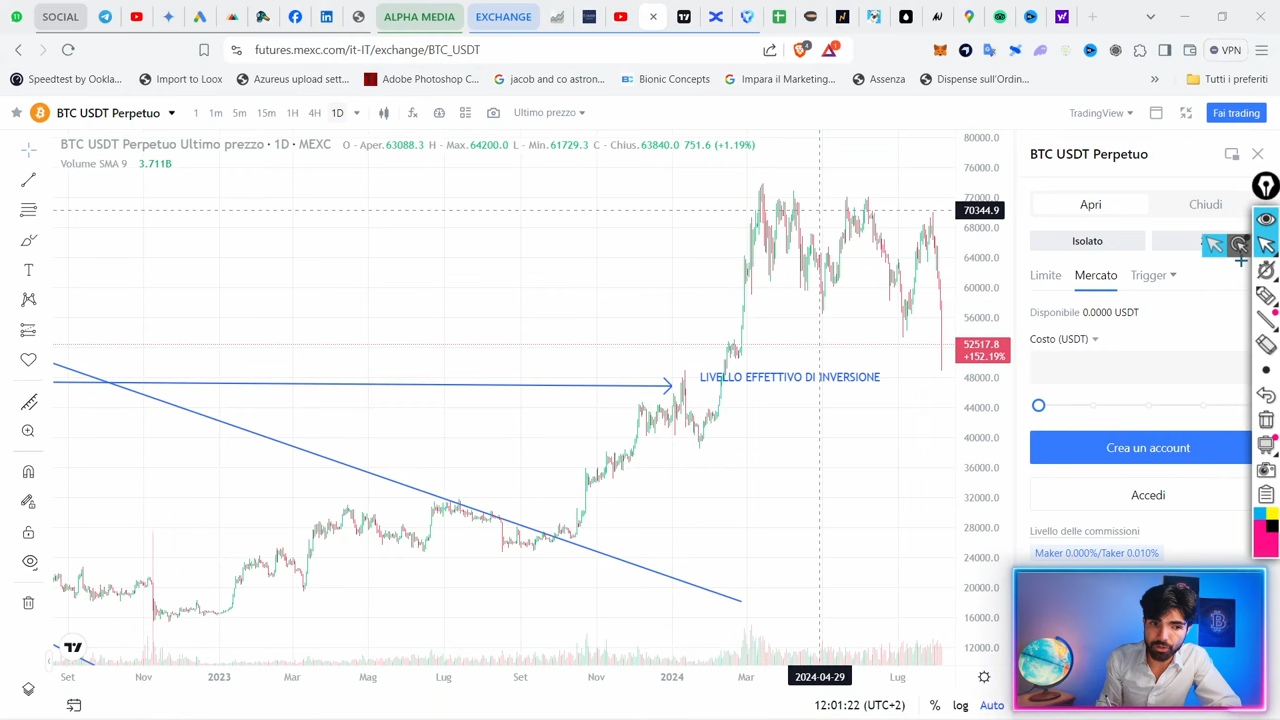 SOCIAL
ALPHA MEDIA
EXCHANGE
futures.mexc.com/it-IT/exchange/BTC_USDT
4
1
VPN
Speedtest by Ookla...
Import to Loox
Azureus upload sett...
Adobe Photoshop C...
jacob and co astron...
Bionic Concepts
Impara il Marketing...
Assenza
Dispense sull'Ordin...
Tutti i preferiti
BTC USDT Perpetuo
1 1m 5m 15m 1H 4H 1D
Ultimo prezzo
TradingView
Fai trading
BTC USDT Perpetuo Ultimo prezzo · 1D · MEXC O - Aper.63088.3 H - Max.64200.0 L - Min.61729.3 C - Chius.63840.0 751.6 (+1.19%)
Volume SMA 9 3.711B
80000.0
76000.0
72000.0
70344.9
68000.0
64000.0
60000.0
56000.0
52517.8
+152.19%
48000.0
44000.0
40000.0
36000.0
32000.0
28000.0
24000.0
20000.0
16000.0
12000.0
LIVELLO EFFETTIVO DI INVERSIONE
Set Nov 2023 Mar Mag Lug Set Nov 2024 Mar 2024-04-29 Lug
12:01:22 (UTC+2) % log Auto
BTC USDT Perpetuo
Apri Chiudi
Isolato
Limite Mercato Trigger
Disponibile 0.0000 USDT
Costo (USDT)
Crea un account
Accedi
Livello delle commissioni
Maker 0.000%/Taker 0.010%